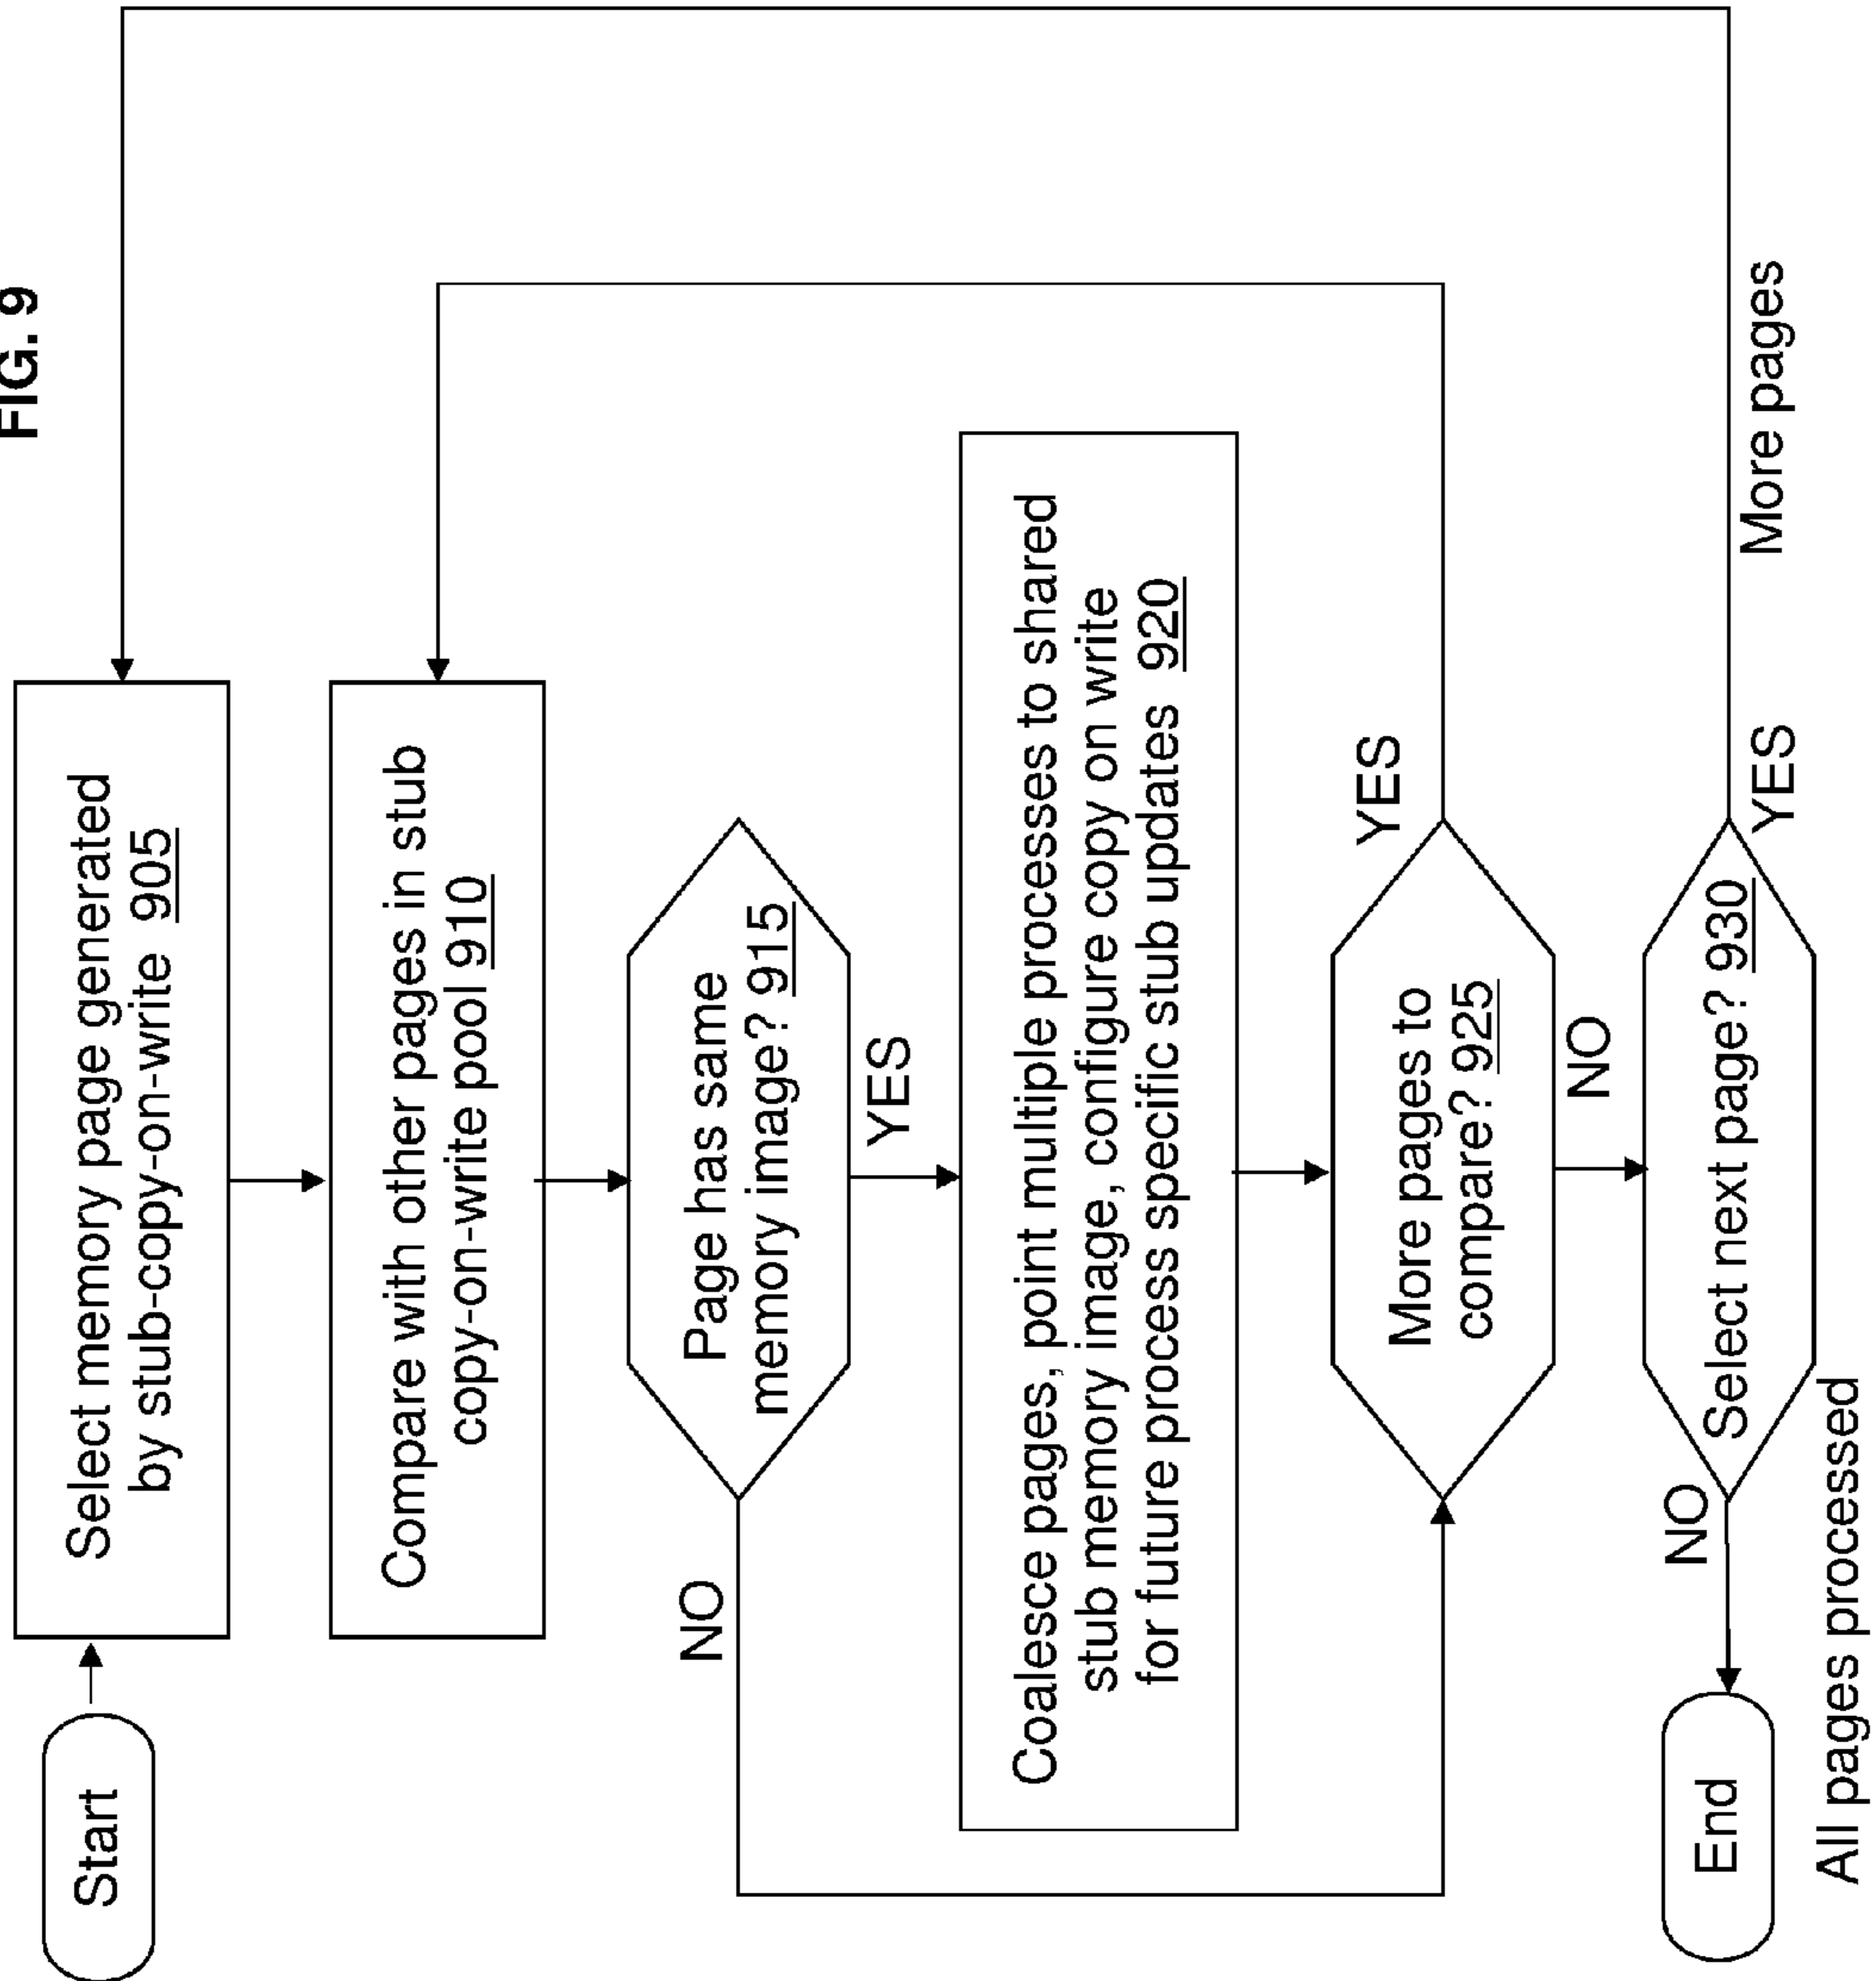 FIG. 9
Start
Select memory page generated
by stub-copy-on-write 905
Compare with other pages in stub
copy-on-write pool 910
Page has same
memory image? 915
NO
YES
Coalesce pages, point multiple processes to shared
stub memory image, configure copy on write
for future process specific stub updates 920
More pages to
compare? 925
YES
NO
Select next page? 930
NO
YES
More pages
End
All pages processed